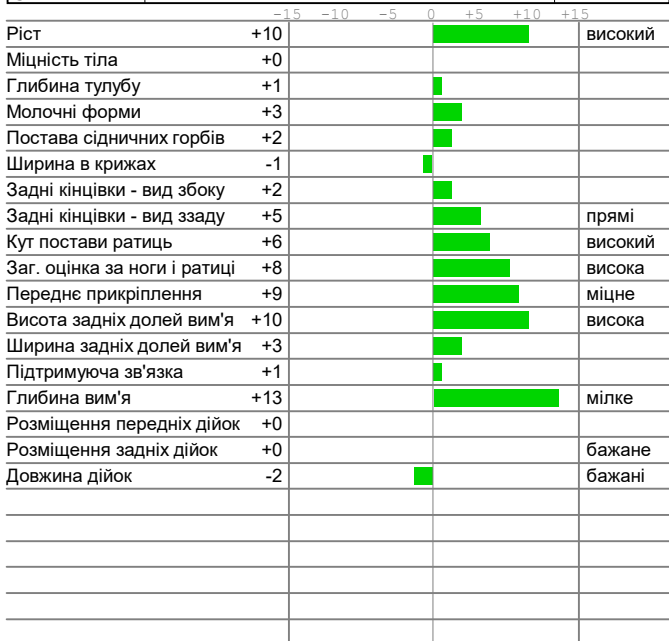 -15 -10 -5 0 +5 +10 +15
Ріст +10 високий
Міцність тіла +0
Глибина тулубу +1
Молочні форми +3
Постава сідничних горбів +2
Ширина в крижах -1
Задні кінцівки - вид збоку +2
Задні кінцівки - вид ззаду +5 прямі
Кут постави ратиць +6 високий
Заг. оцінка за ноги і ратиці +8 висока
Переднє прикріплення +9 міцне
Висота задніх долей вим'я +10 висока
Ширина задніх долей вим'я +3
Підтримуюча зв'язка +1
Глибина вим'я +13 мілке
Розміщення передніх дійок +0
Розміщення задніх дійок +0 бажане
Довжина дійок -2 бажані